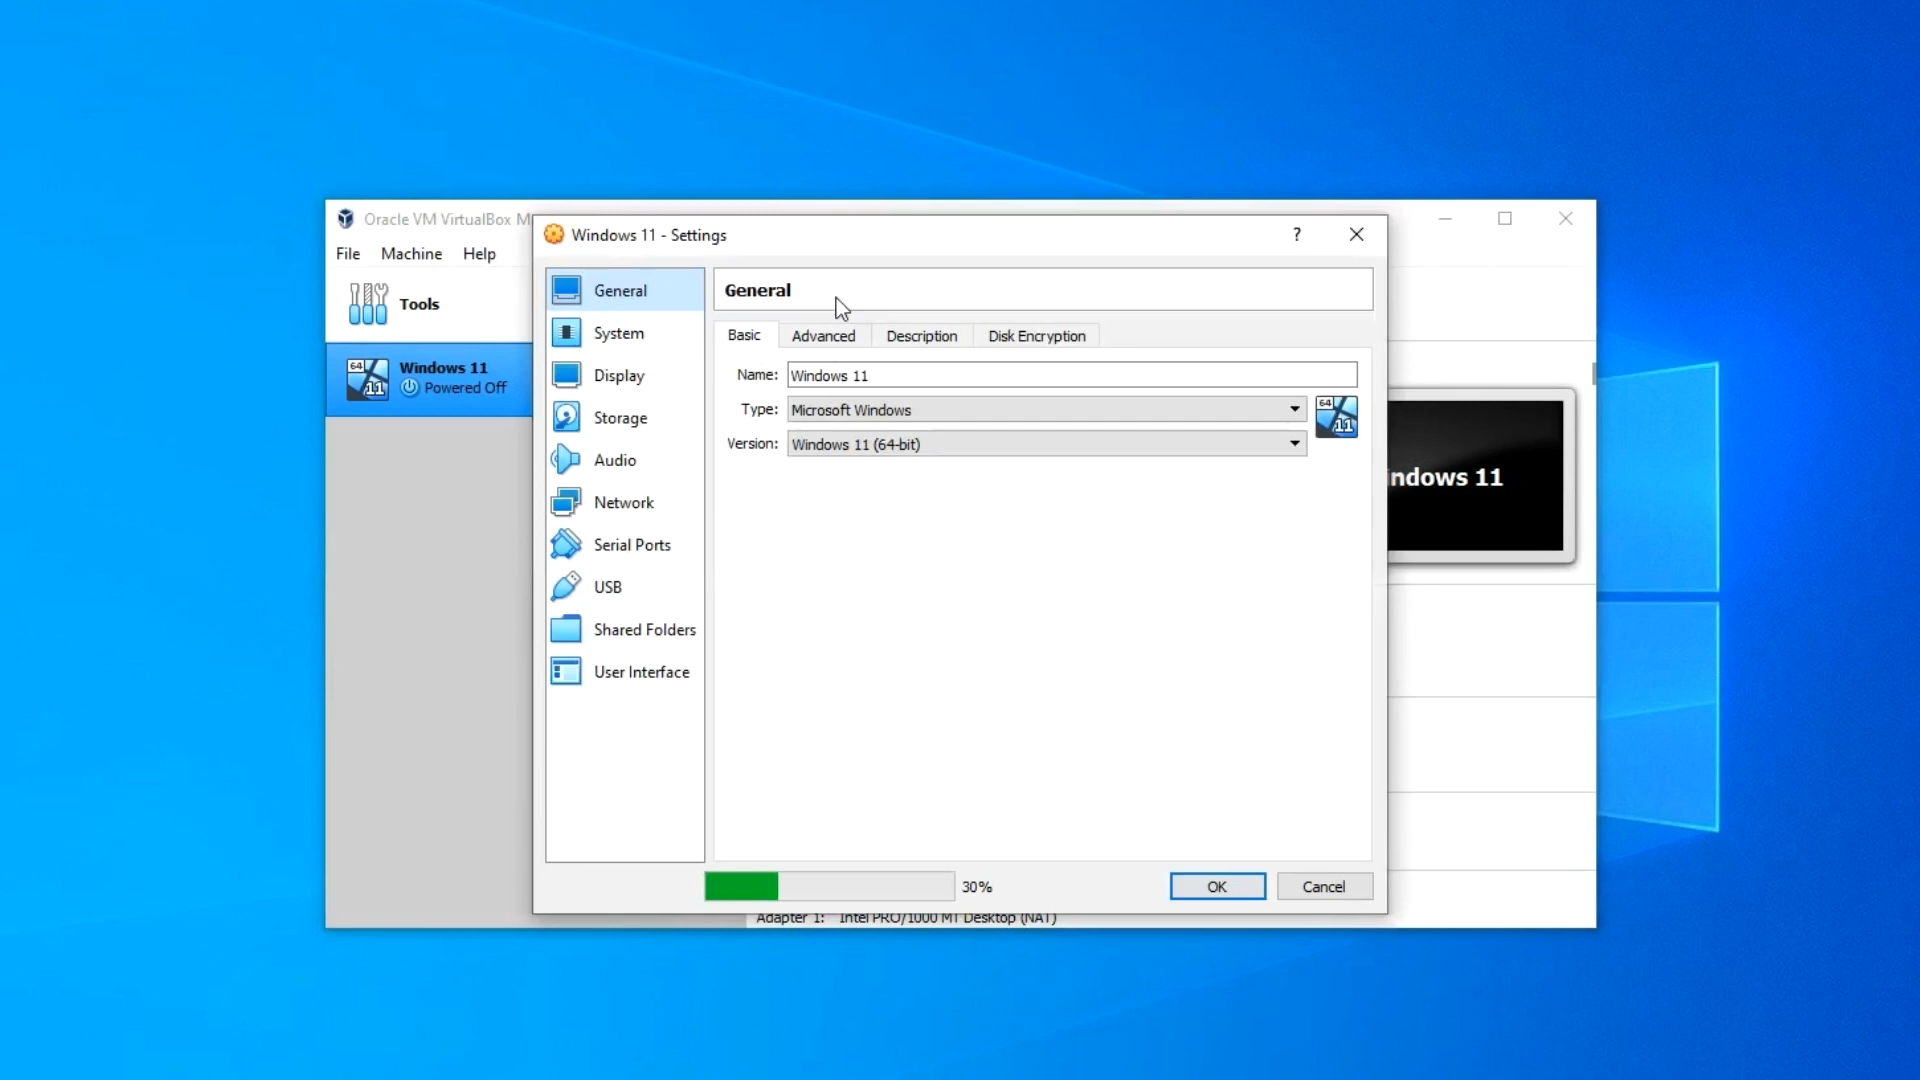 Oracle VM VirtualBox M
File Machine Help
Tools
Windows 11
Powered Off
64
11
Windows 11 - Settings
?
General
System
Display
Storage
Audio
Network
Serial Ports
USB
Shared Folders
User Interface
General
Basic Advanced Description Disk Encryption
Name: Windows 11
Type: Microsoft Windows
Version: Windows 11 (64-bit)
64
11
indows 11
30%
OK Cancel
Adapter 1: Intel PRO/1000 MT Desktop (NAT)